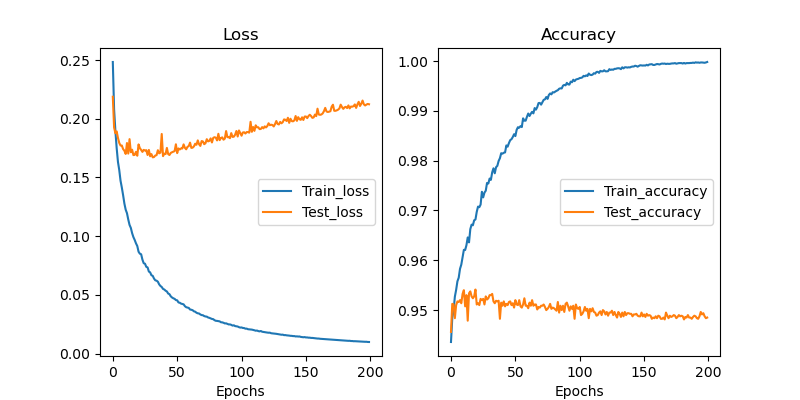 Loss
0.25
0.20
0.15
0.10
0.05
0.00
Train_loss
Test_loss
0 50 100 150 200
Epochs
Accuracy
1.00
0.99
0.98
0.97
0.96
0.95
Train_accuracy
Test_accuracy
0 50 100 150 200
Epochs